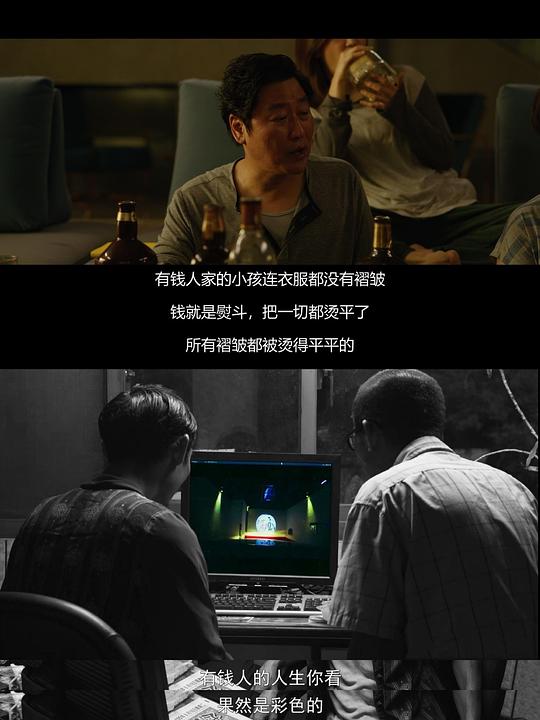 有钱人家的小孩连衣服都没有褶皱
钱就是熨斗，把一切都烫平了
所有褶皱都被烫得平平的
有钱人的人生你看
果然是彩色的